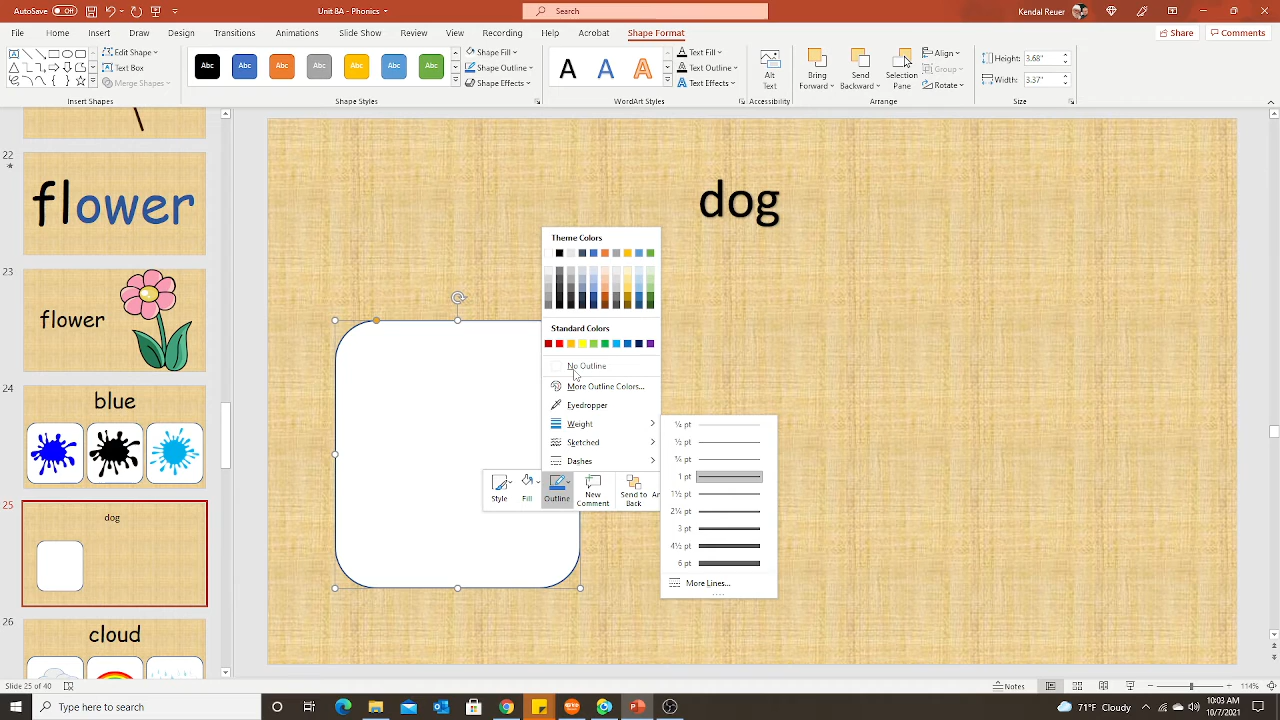 AutoSave Off
Unit 8A – Phonics
Search
Kendal Reuer
File Home Insert Draw Design Transitions Animations Slide Show Review View Recording Help Acrobat Shape Format
Share Comments
Edit Shape
Text Box
Merge Shapes
Insert Shapes
Abc Abc Abc Abc Abc Abc Abc
Shape Fill
Shape Outline
Shape Effects
Shape Styles
A A A
Text Fill
Text Outline
Text Effects
WordArt Styles
Alt Text
Accessibility
Bring Forward
Send Backward
Selection Pane
Align
Group
Rotate
Arrange
Height: 3.68"
Width: 3.37"
Size
22
flower
23
flower
24
blue
25
dog
26
cloud
dog
Theme Colors
Standard Colors
No Outline
More Outline Colors...
Eyedropper
Weight
Sketched
Dashes
¼ pt
½ pt
¾ pt
1 pt
1½ pt
2¼ pt
3 pt
4½ pt
6 pt
More Lines...
Style
Fill
Outline
New Comment
Send to Back
Slide 25 of 40
Notes
114%
Type here to search
77°F Cloudy
10:03 AM
10/7/2021